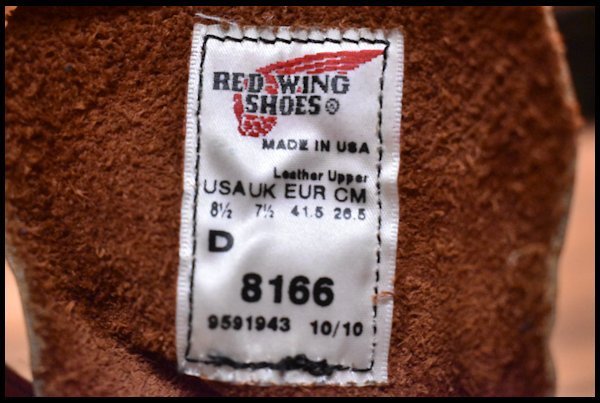 RED WING
SHOES®
MADE IN USA
Leather Upper
USA UK EUR CM
8½ 7½ 41.5 26.5
D
8166
9591943 10/10